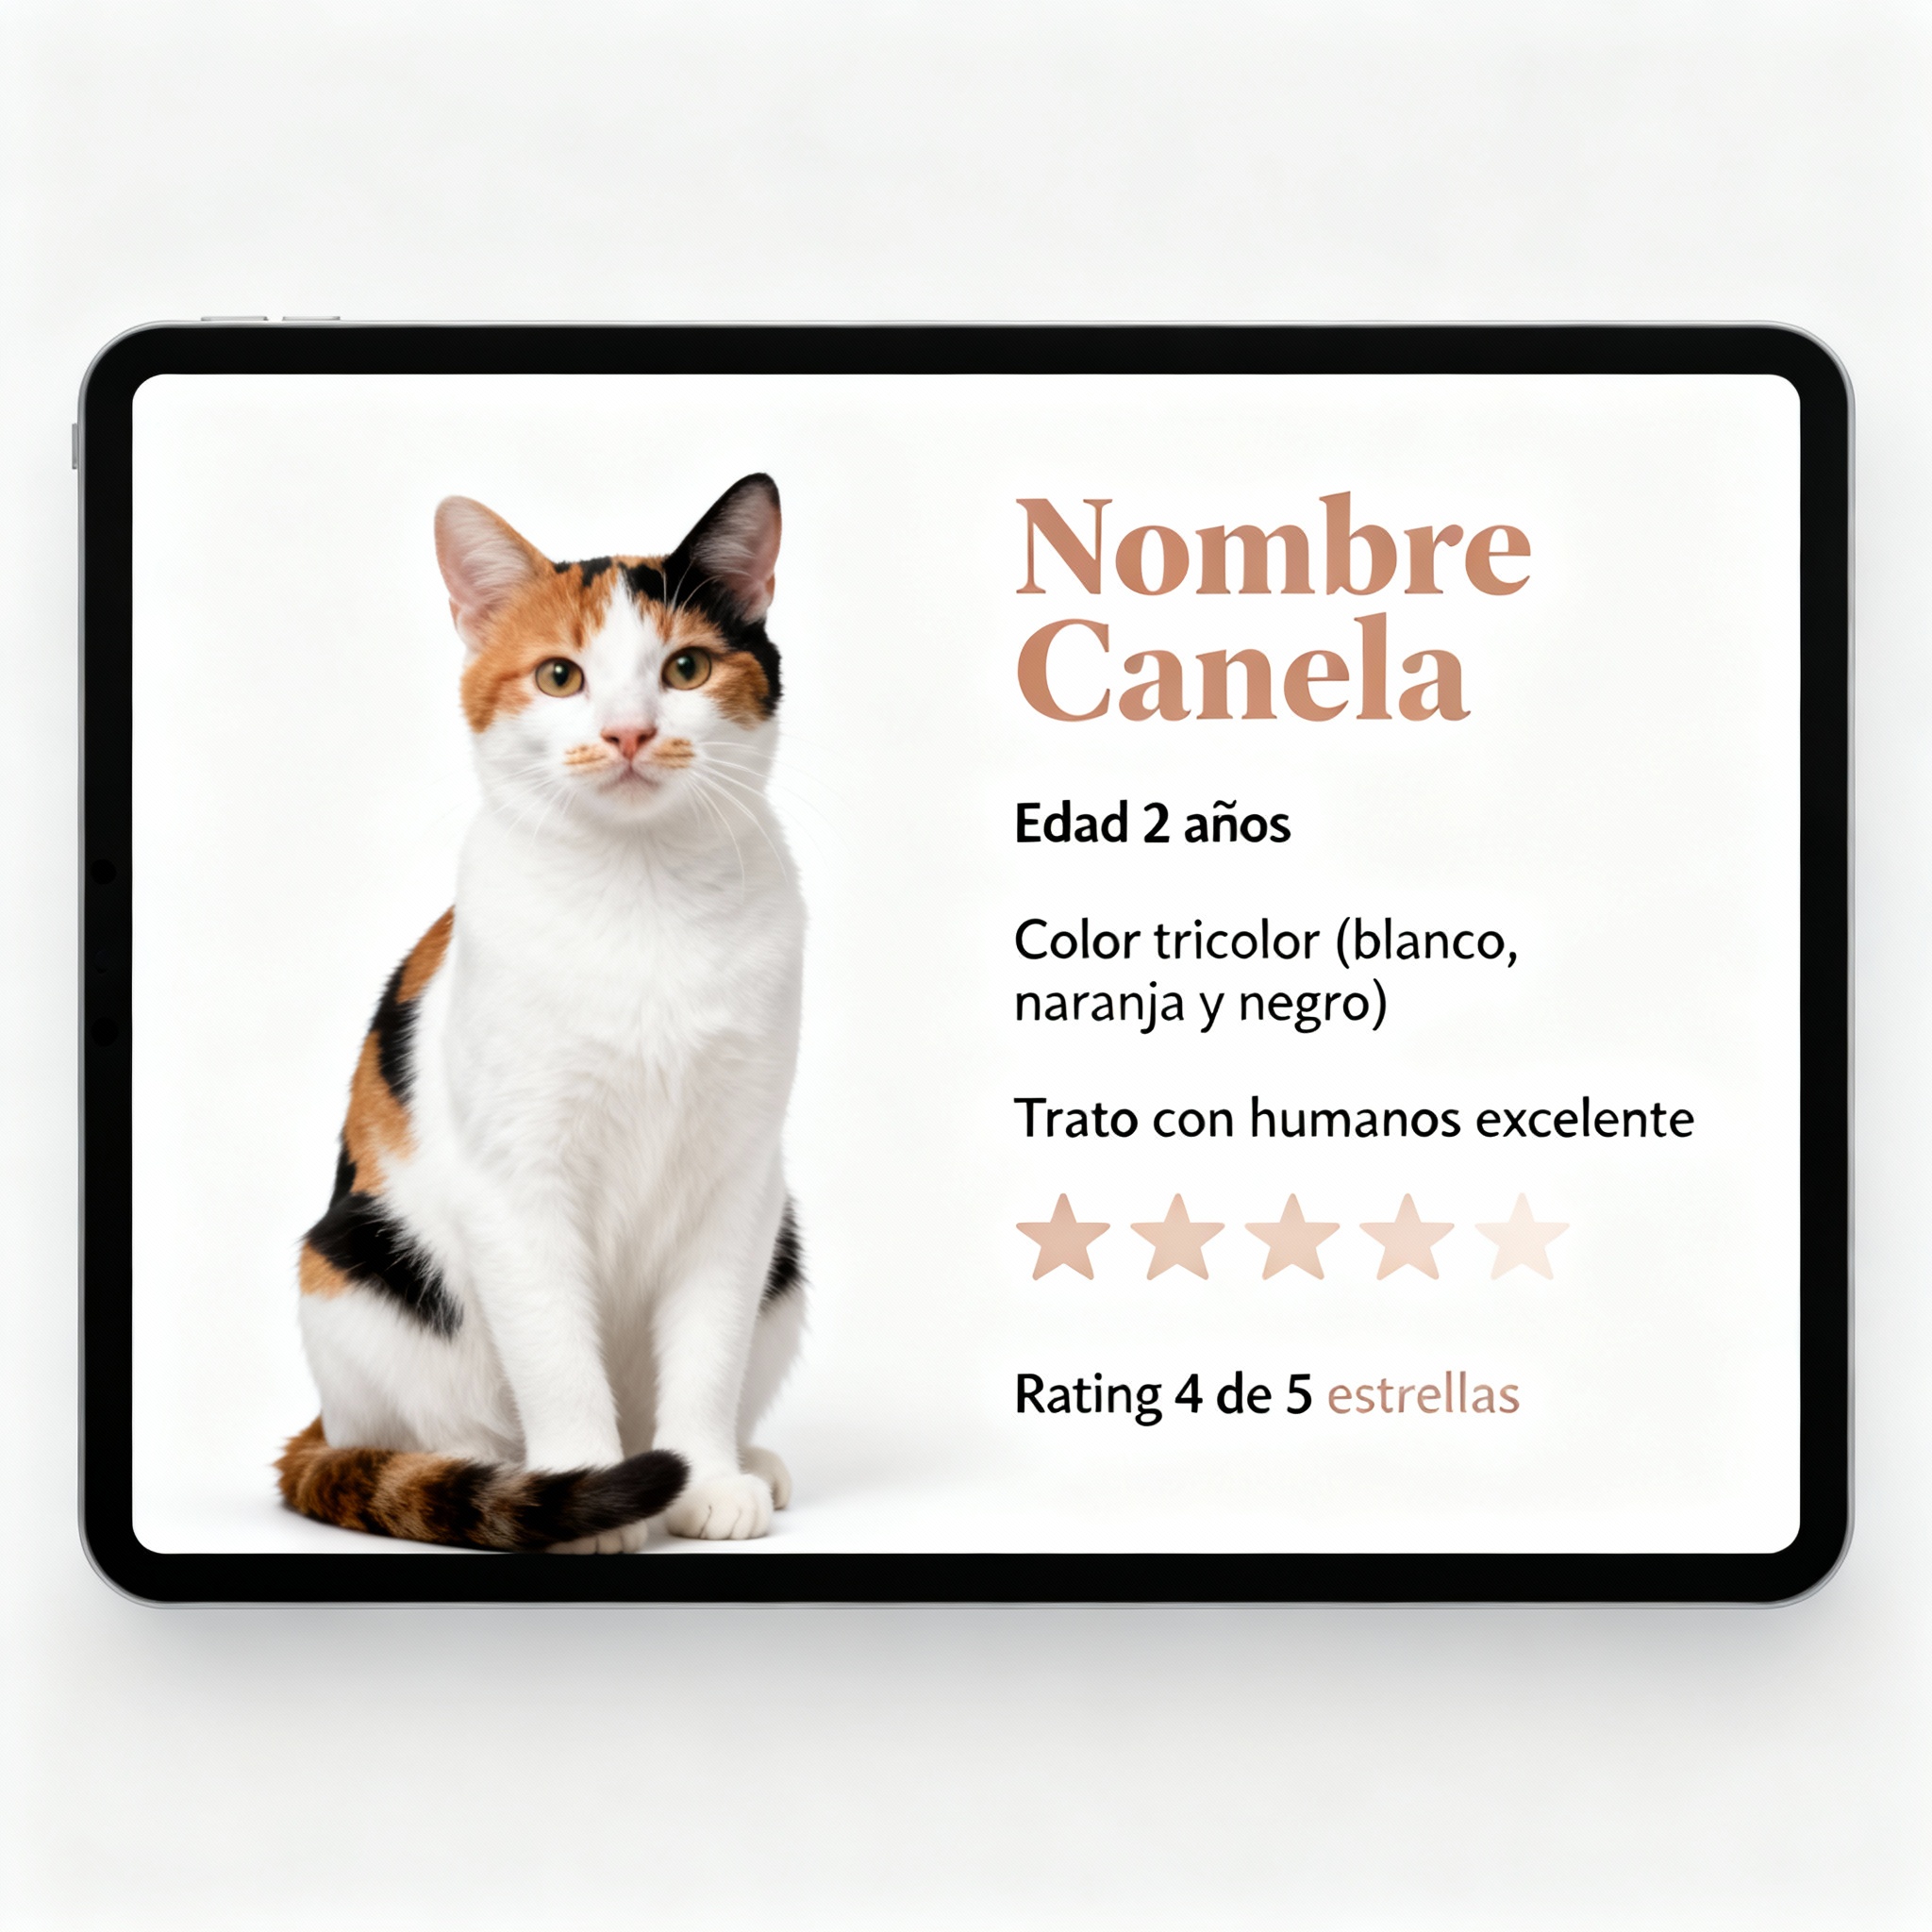 Nombre
Canela
Edad 2 años
Color tricolor (blanco,
naranja y negro)
Trato con humanos excelente
Rating 4 de 5 estrellas